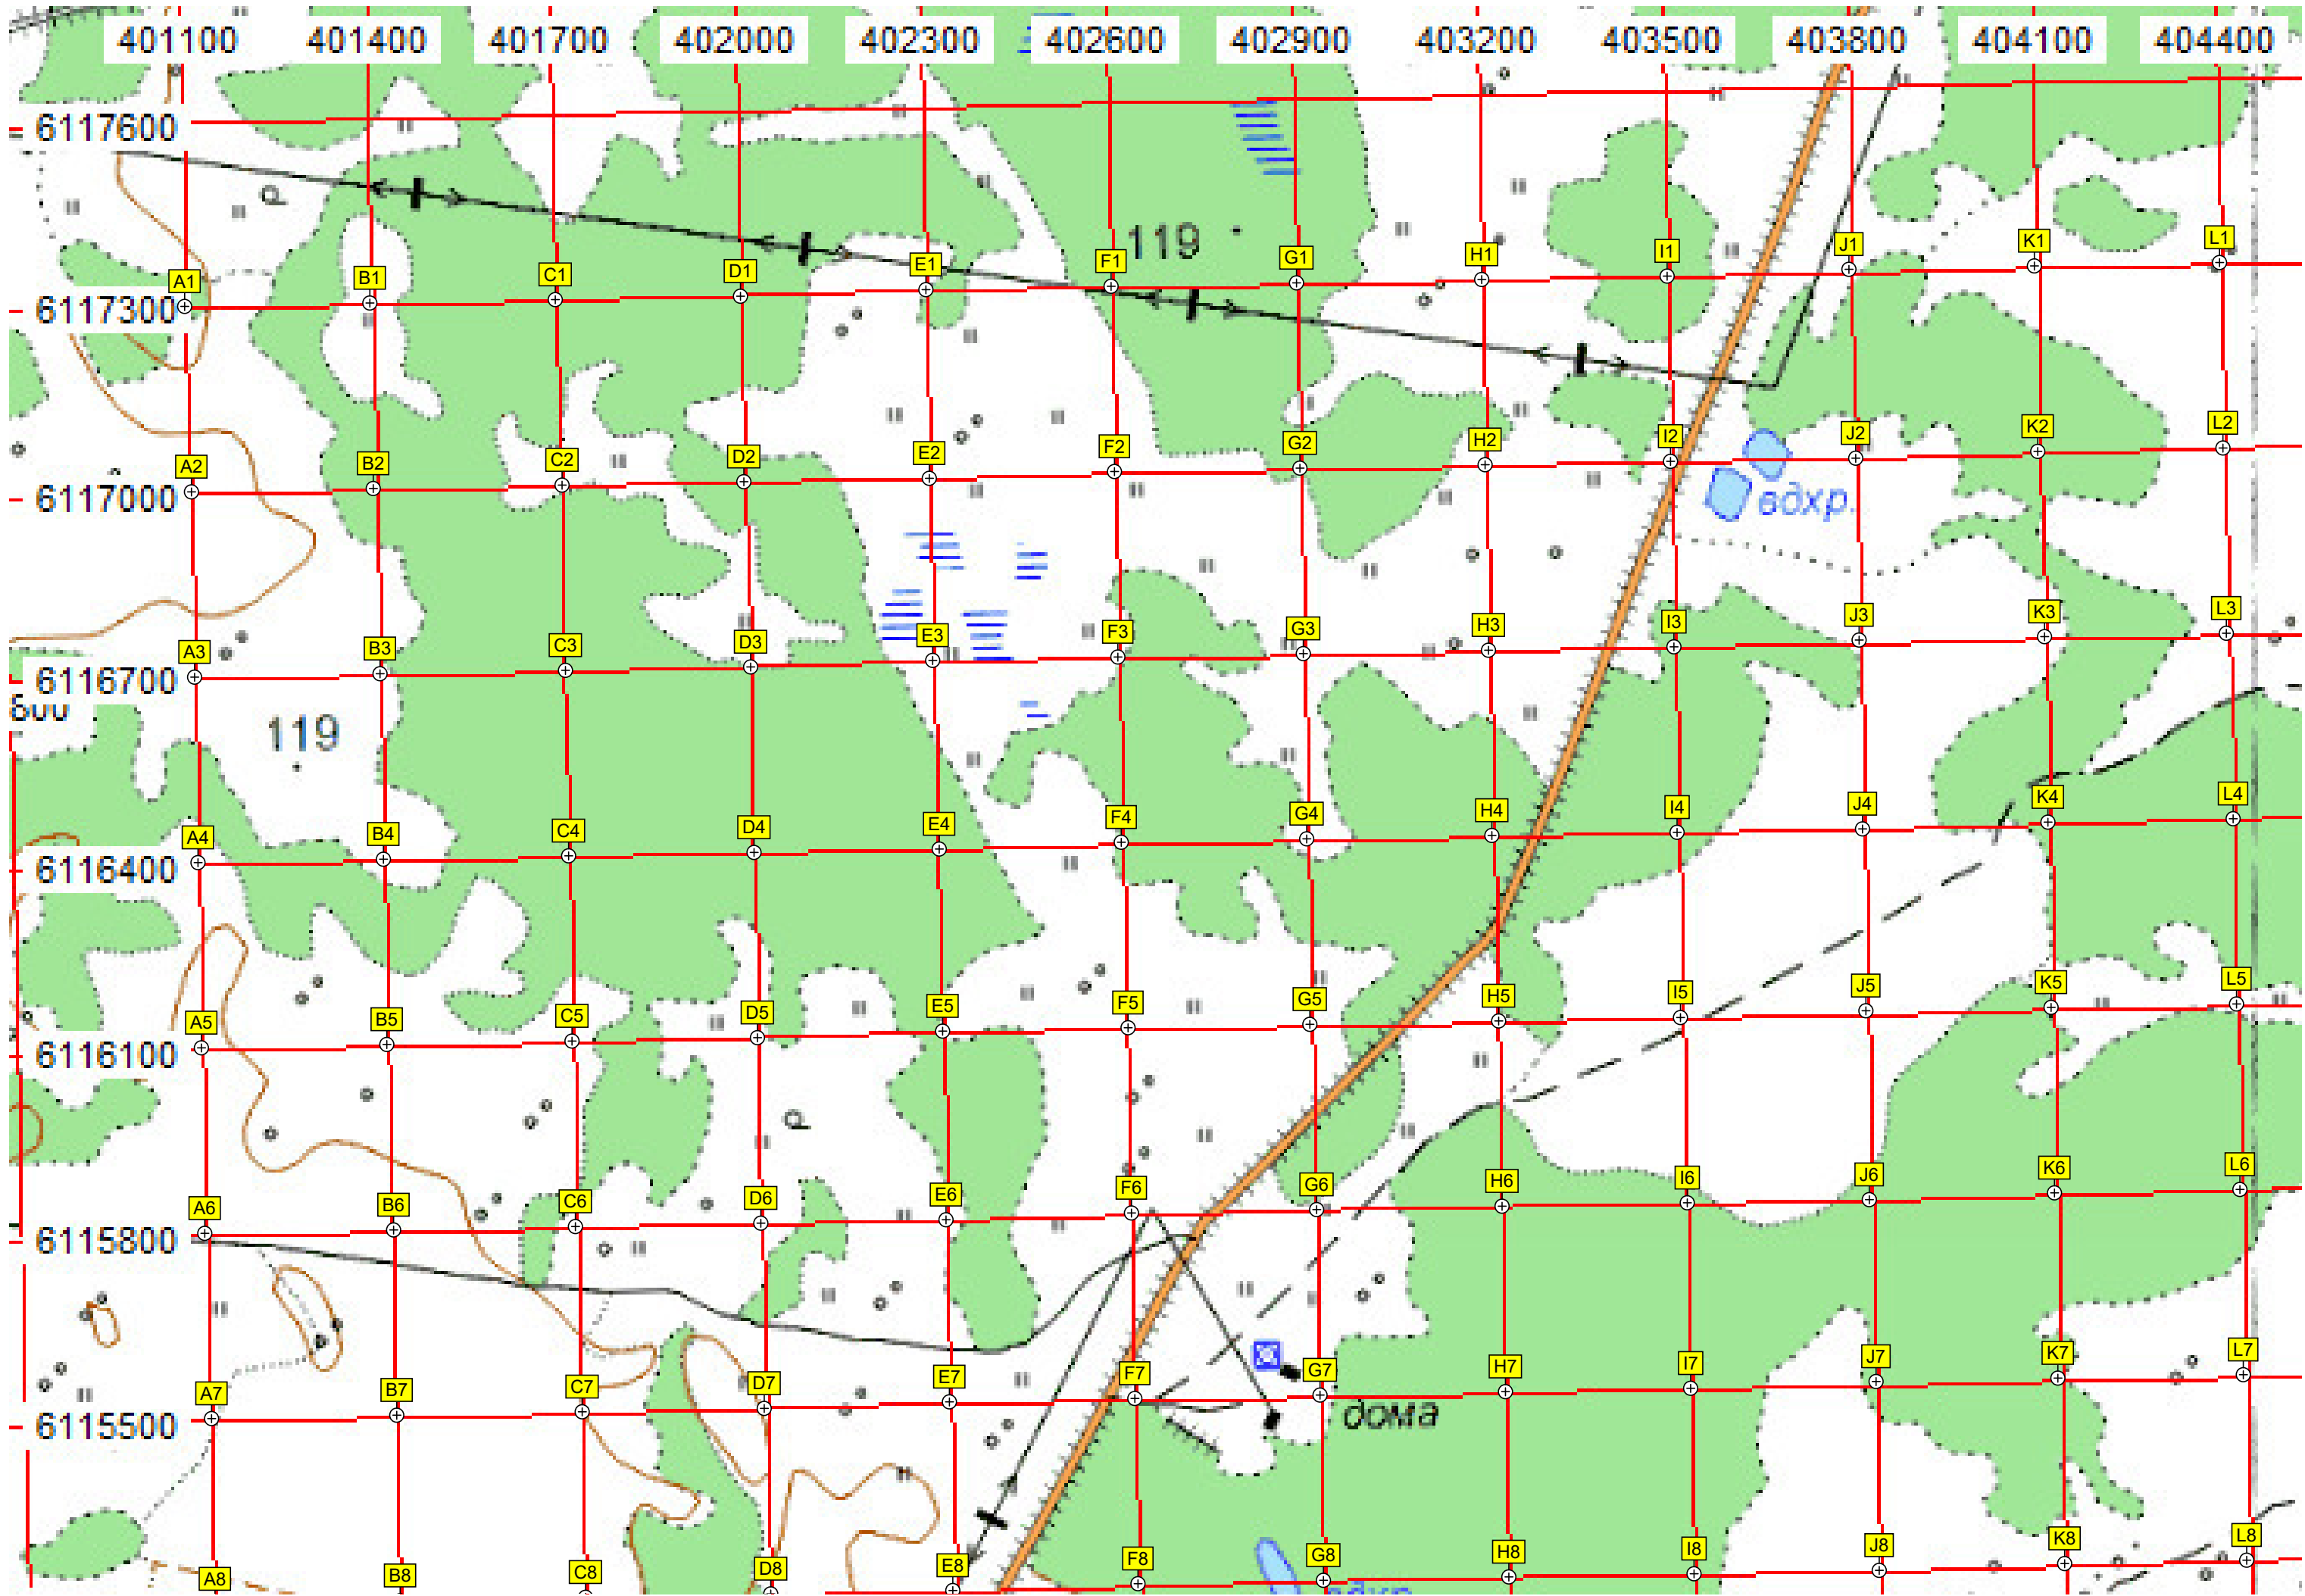 401100 401400 401700 402000 402300 402600 402900 403200 403500 403800 404100 404400
6117600
119
A1 B1 C1 D1 E1 F1 G1 H1 I1 J1 K1 L1
6117300
A2 B2 C2 D2 E2 F2 G2 H2 I2 J2 K2 L2
6117000
вдхр.
A3 B3 C3 D3 E3 F3 G3 H3 I3 J3 K3 L3
6116700
119
A4 B4 C4 D4 E4 F4 G4 H4 I4 J4 K4 L4
6116400
A5 B5 C5 D5 E5 F5 G5 H5 I5 J5 K5 L5
6116100
A6 B6 C6 D6 E6 F6 G6 H6 I6 J6 K6 L6
6115800
A7 B7 C7 D7 E7 F7 G7 H7 I7 J7 K7 L7
6115500
дома
A8 B8 C8 D8 E8 F8 G8 H8 I8 J8 K8 L8